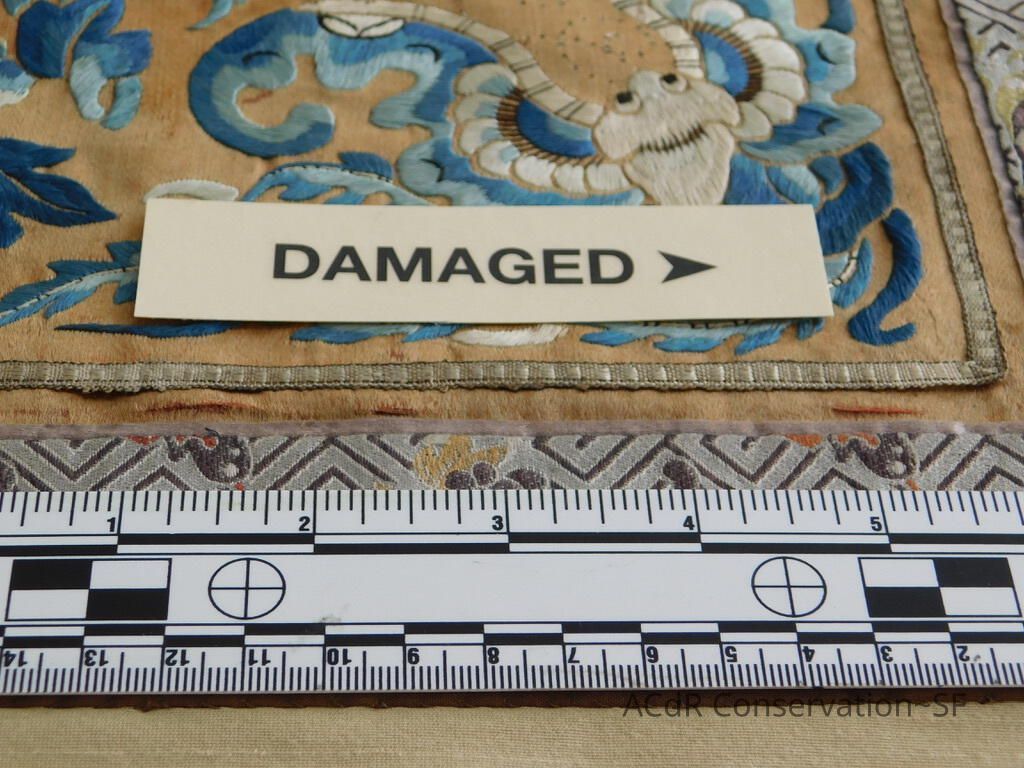 DAMAGED ➤
1 2 3 4 5
14 13 12 11 10 9 8 7 6 5 4 3 2
ACdR Conservation~SF